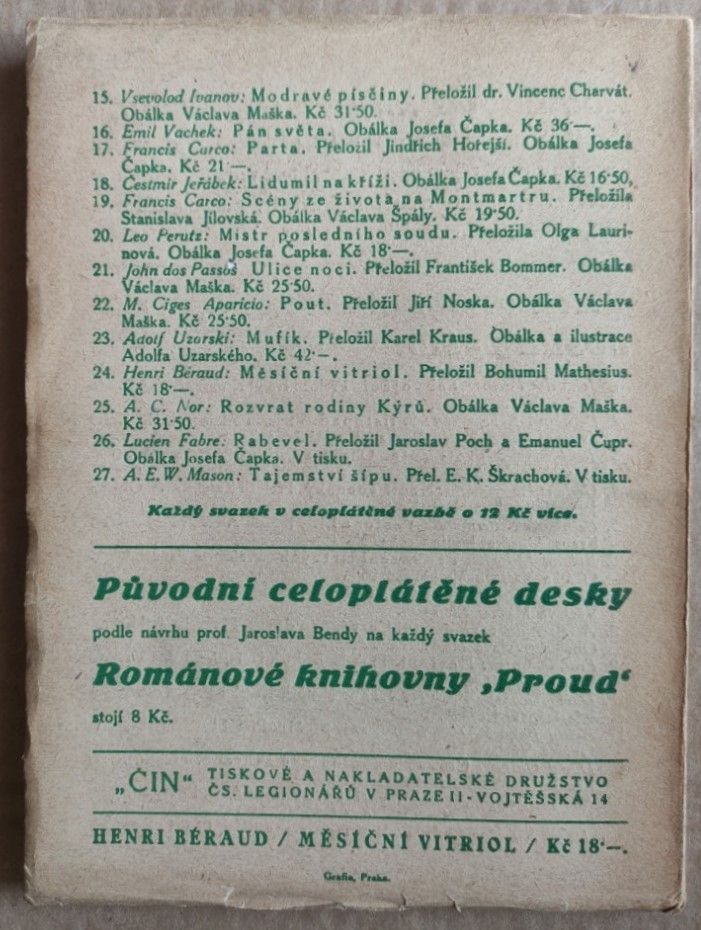 15. Vsevolod Ivanov: Modravé písčiny. Přeložil dr. Vincenc Charvát.
Obálka Václava Maška. Kč 31·50.
16. Emil Vachek: Pán světa. Obálka Josefa Čapka. Kč 36·—.
17. Francis Carco: Parta. Přeložil Jindřich Hořejší. Obálka Josefa
Čapka. Kč 21·—.
18. Čestmír Jeřábek: Lidumil na kříži. Obálka Josefa Čapka. Kč 16·50,
19. Francis Carco: Scény ze života na Montmartru. Přeložila
Stanislava Jílovská. Obálka Václava Špály. Kč 19·50.
20. Leo Perutz: Mistr posledního soudu. Přeložila Olga Lauri-
nová. Obálka Josefa Čapka. Kč 18·—.
21. John dos Passos Ulice noci. Přeložil František Bommer. Obálka
Václava Maška. Kč 25·50.
22. M. Ciges Aparicio: Pout. Přeložil Jiří Noska. Obálka Václava
Maška. Kč 25·50.
23. Adolf Uzarski: Mufík. Přeložil Karel Kraus. Obálka a ilustrace
Adolfa Uzarského. Kč 42·—.
24. Henri Béraud: Měsíční vitriol. Přeložil Bohumil Mathesius.
Kč 18·—.
25. A. C. Nor: Rozvrat rodiny Kýrů. Obálka Václava Maška.
Kč 31·50.
26. Lucien Fabre: Rabevel. Přeložil Jaroslav Poch a Emanuel Čupr.
Obálka Josefa Čapka. V tisku.
27. A. E. W. Mason: Tajemství šípu. Přel. E. K. Škrachová. V tisku.
Každý svazek v celoplátěné vazbě o 12 Kč více.
Původní celoplátěné desky
podle návrhu prof. Jaroslava Bendy na každý svazek
Románové knihovny ‚Proud‘
stojí 8 Kč.
„ČIN“ TISKOVÉ A NAKLADATELSKÉ DRUŽSTVO
ČS. LEGIONÁŘŮ V PRAZE II - VOJTĚŠSKÁ 14
HENRI BÉRAUD / MĚSÍČNÍ VITRIOL / Kč 18·—.
Grafia, Praha.